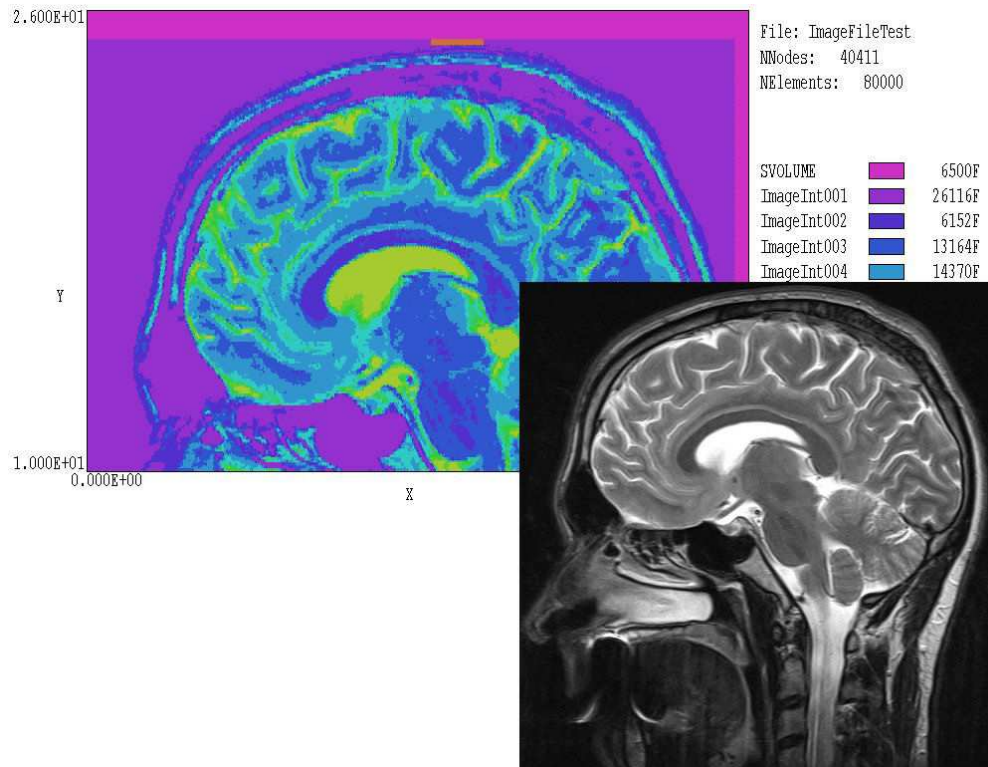 2.600E+01
File: ImageFileTest
NNodes: 40411
NElements: 80000
SVOLUME 6500F
ImageInt001 26116F
ImageInt002 6152F
ImageInt003 13164F
ImageInt004 14370F
Y
1.000E+01
0.000E+00
X